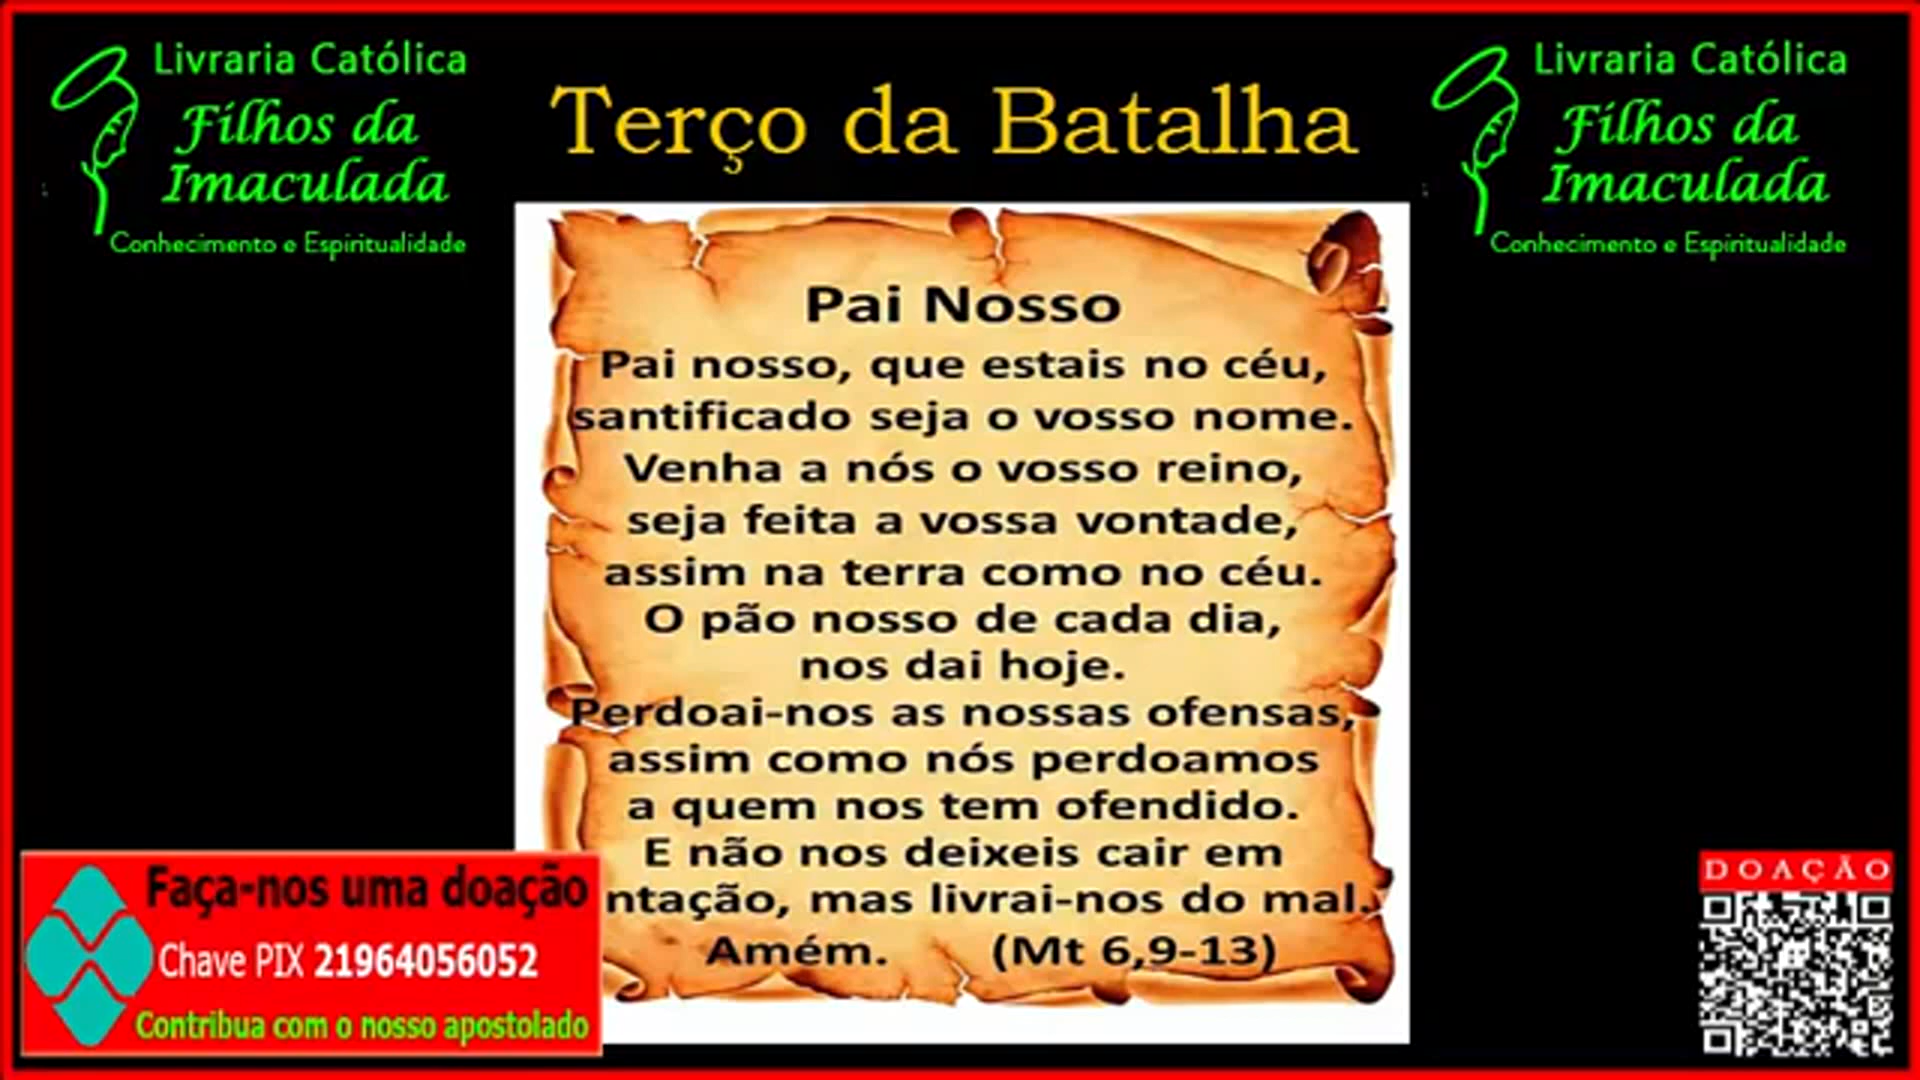 Livraria Católica
Filhos da
Imaculada
Conhecimento e Espiritualidade
Terço da Batalha
Livraria Católica
Filhos da
Imaculada
Conhecimento e Espiritualidade
Pai Nosso
Pai nosso, que estais no céu,
santificado seja o vosso nome.
Venha a nós o vosso reino,
seja feita a vossa vontade,
assim na terra como no céu.
O pão nosso de cada dia,
nos dai hoje.
Perdoai-nos as nossas ofensas,
assim como nós perdoamos
a quem nos tem ofendido.
E não nos deixeis cair em
ntação, mas livrai-nos do mal.
Amém. (Mt 6,9-13)
Faça-nos uma doação
Chave PIX 21964056052
Contribua com o nosso apostolado
DOAÇÃO